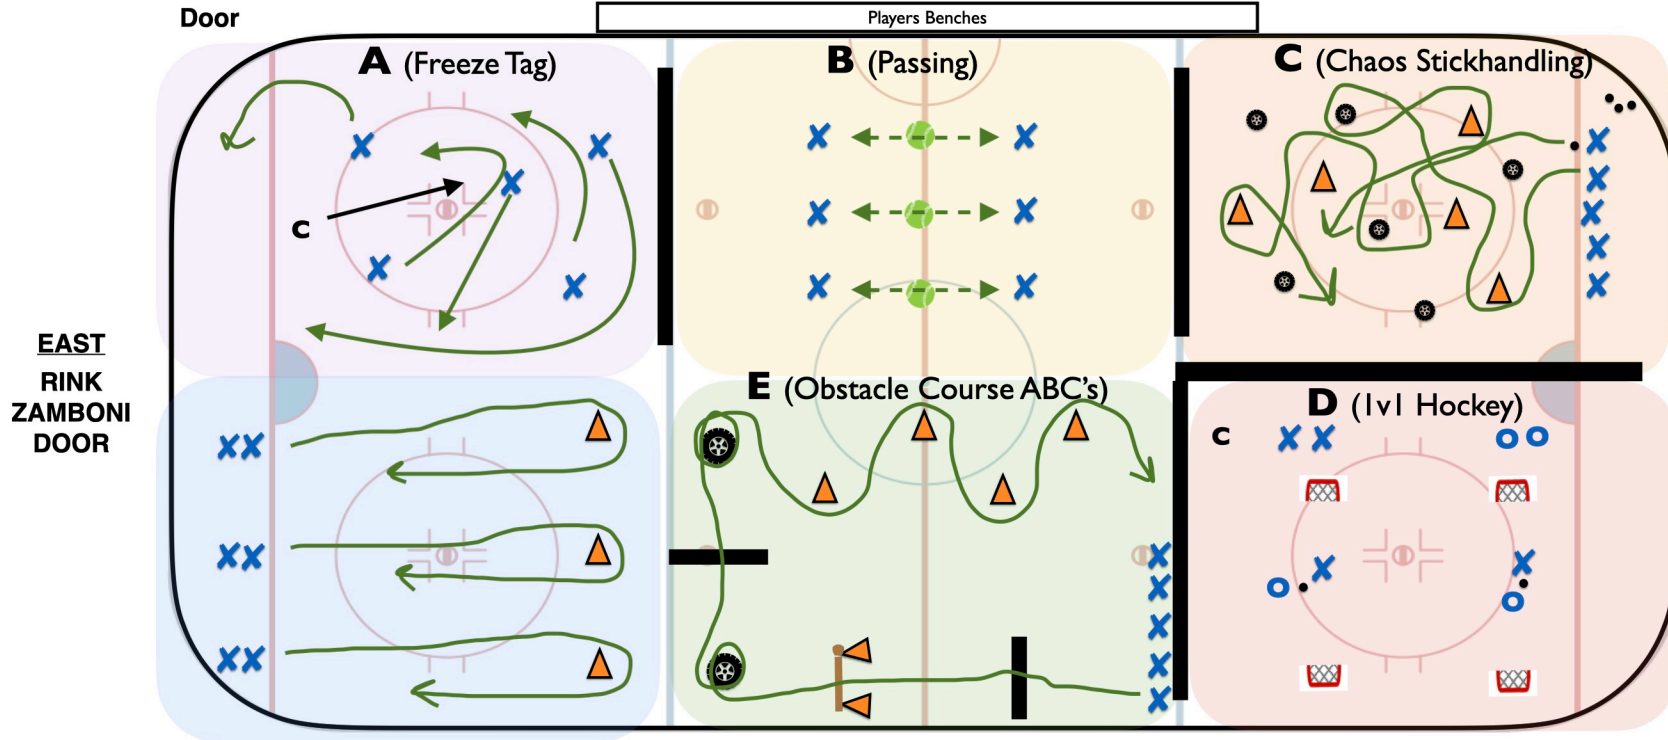 Door
Players Benches
A (Freeze Tag)
B (Passing)
C (Chaos Stickhandling)
c
EAST
RINK
ZAMBONI
DOOR
E (Obstacle Course ABC's)
D (1v1 Hockey)
c